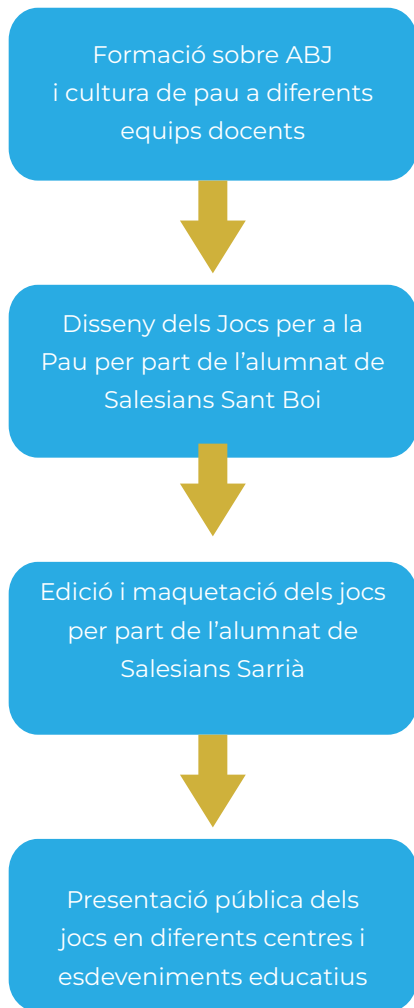 Formació sobre ABJ
i cultura de pau a diferents
equips docents
Disseny dels Jocs per a la
Pau per part de l’alumnat de
Salesians Sant Boi
Edició i maquetació dels jocs
per part de l’alumnat de
Salesians Sarrià
Presentació pública dels
jocs en diferents centres i
esdeveniments educatius